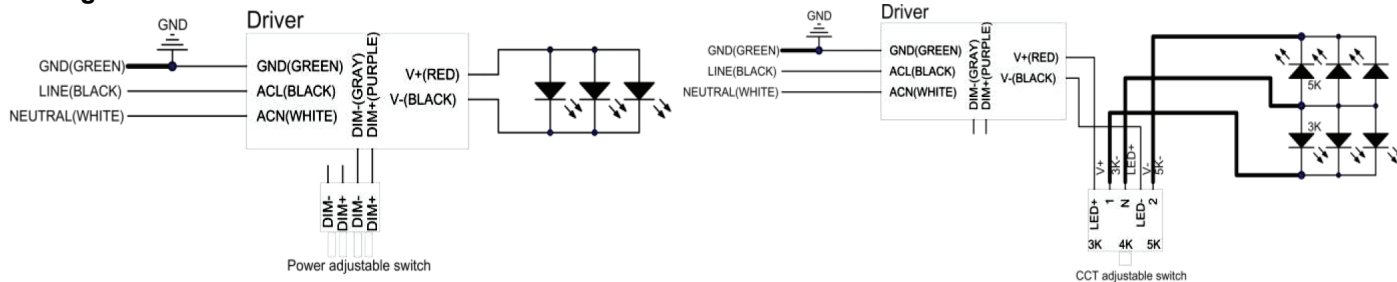 GND
Driver
GND(GREEN)
LINE(BLACK)
NEUTRAL(WHITE)
GND(GREEN)
ACL(BLACK)
ACN(WHITE)
DIM-(GRAY)
DIM+(PURPLE)
V+(RED)
V-(BLACK)
DIM-
DIM+
DIM-
DIM+
Power adjustable switch
GND
Driver
GND(GREEN)
LINE(BLACK)
NEUTRAL(WHITE)
GND(GREEN)
ACL(BLACK)
ACN(WHITE)
DIM-(GRAY)
DIM+(PURPLE)
V+(RED)
V-(BLACK)
5K
3K
V+
3K-
LED+
V-
5K-
LED+
1
N
LED-
2
3K 4K 5K
CCT adjustable switch